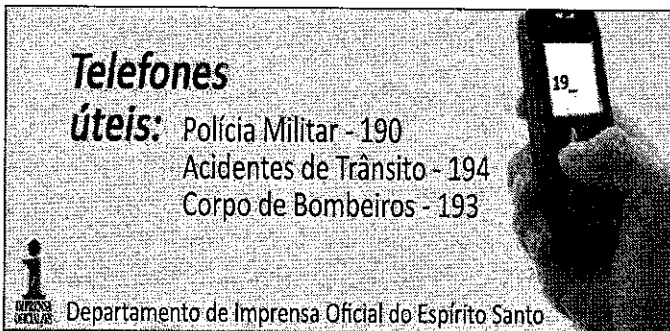 Telefones
úteis: Polícia Militar - 190
Acidentes de Trânsito - 194
Corpo de Bombeiros - 193
19_
IMPRENSA
Departamento de Imprensa Oficial do Espírito Santo